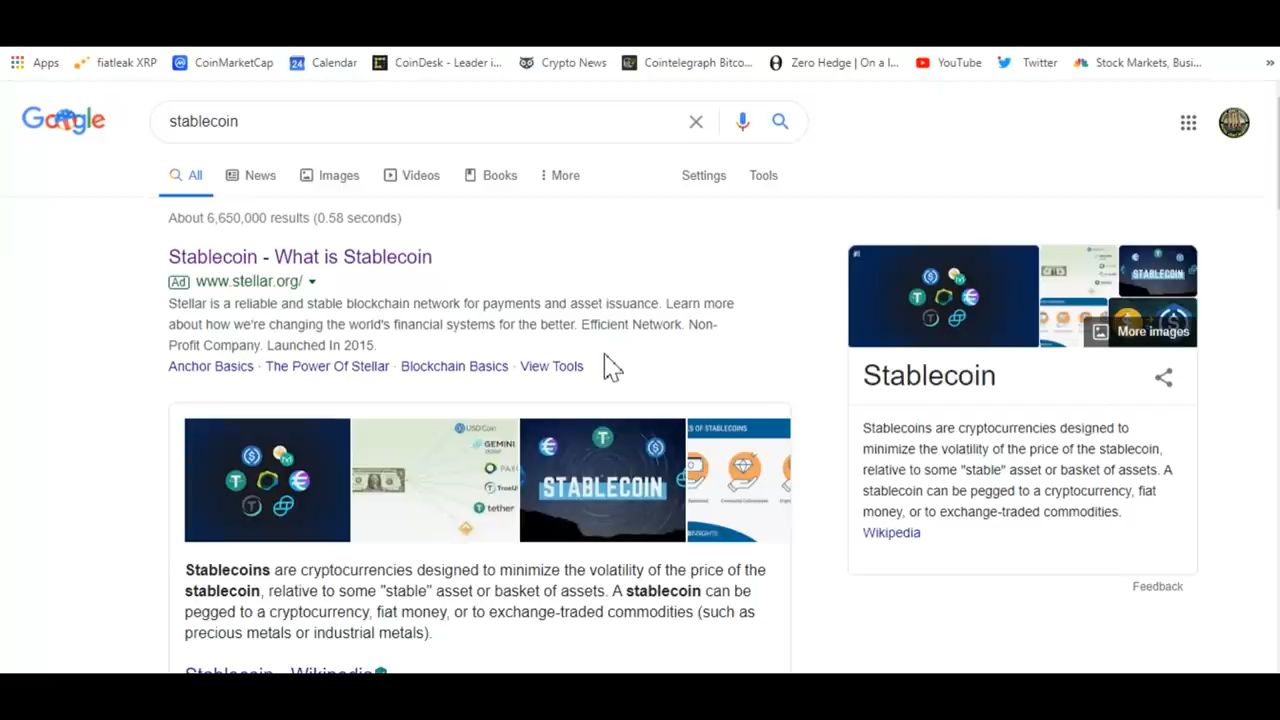 Apps fiatleak XRP CoinMarketCap 24 Calendar CoinDesk - Leader i... Crypto News Cointelegraph Bitco... Zero Hedge | On a l... YouTube Twitter Stock Markets, Busi... »
Google stablecoin
All News Images Videos Books More Settings Tools
About 6,650,000 results (0.58 seconds)
Stablecoin - What is Stablecoin
Ad www.stellar.org/
Stellar is a reliable and stable blockchain network for payments and asset issuance. Learn more
about how we're changing the world's financial systems for the better. Efficient Network. Non-
Profit Company. Launched In 2015.
Anchor Basics · The Power Of Stellar · Blockchain Basics · View Tools
USD Coin
GEMINI
tether
STABLECOIN
S OF STABLECOINS
INSIGHTS
Stablecoins are cryptocurrencies designed to minimize the volatility of the price of the
stablecoin, relative to some "stable" asset or basket of assets. A stablecoin can be
pegged to a cryptocurrency, fiat money, or to exchange-traded commodities (such as
precious metals or industrial metals).
Stablecoin - Wikipedia
STABLECOIN
More images
Stablecoin
Stablecoins are cryptocurrencies designed to
minimize the volatility of the price of the stablecoin,
relative to some "stable" asset or basket of assets. A
stablecoin can be pegged to a cryptocurrency, fiat
money, or to exchange-traded commodities.
Wikipedia
Feedback